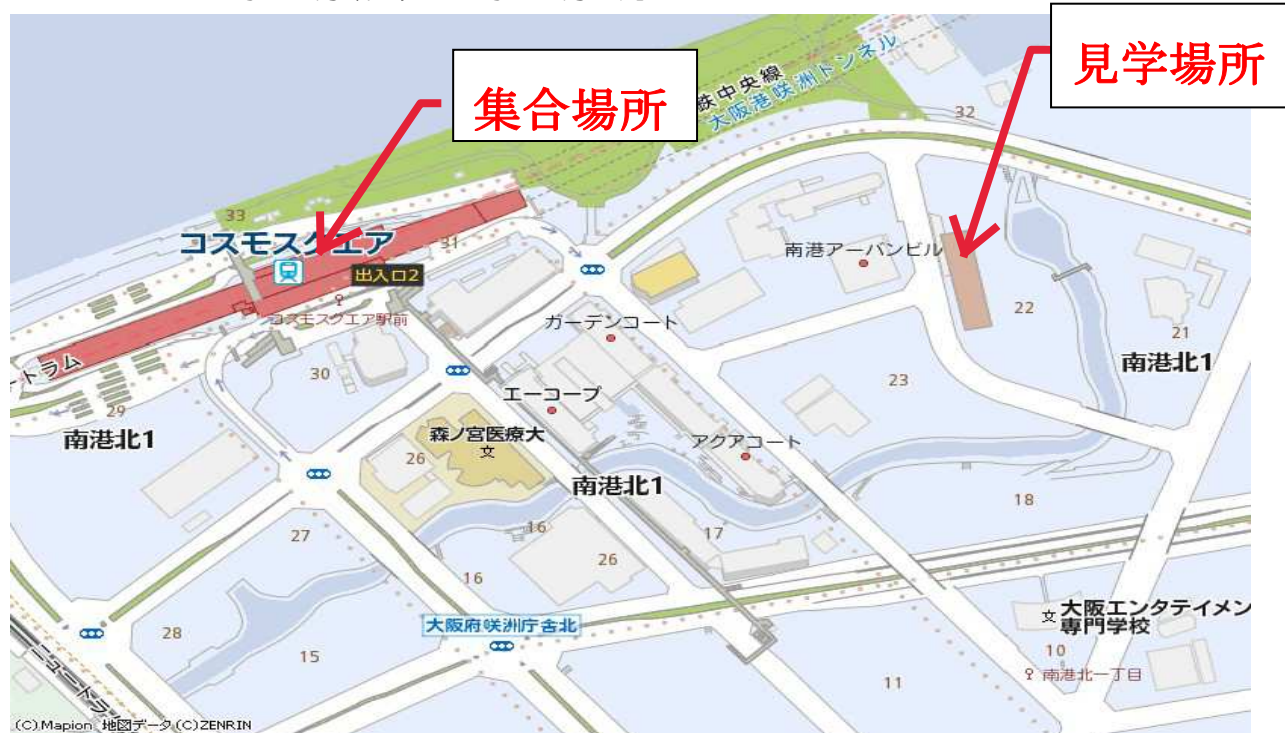 見学場所
集合場所
鉄中央線
大阪港咲洲トンネル
32
33
コスモスクエア
31
出入口2
コスモスクエア駅前
南港アーバンビル
22
21
南港北1
ガーデンコート
トラム
30
23
29
エーコープ
南港北1
森ノ宮医療大
文
26
アクアコート
南港北1
18
27
16
17
16
26
大阪府咲洲庁舎北
28
15
文
大阪エンタテイメン
専門学校
10
南港北一丁目
11
ニュートラ
(C)Mapion 地図データ(C)ZENRIN